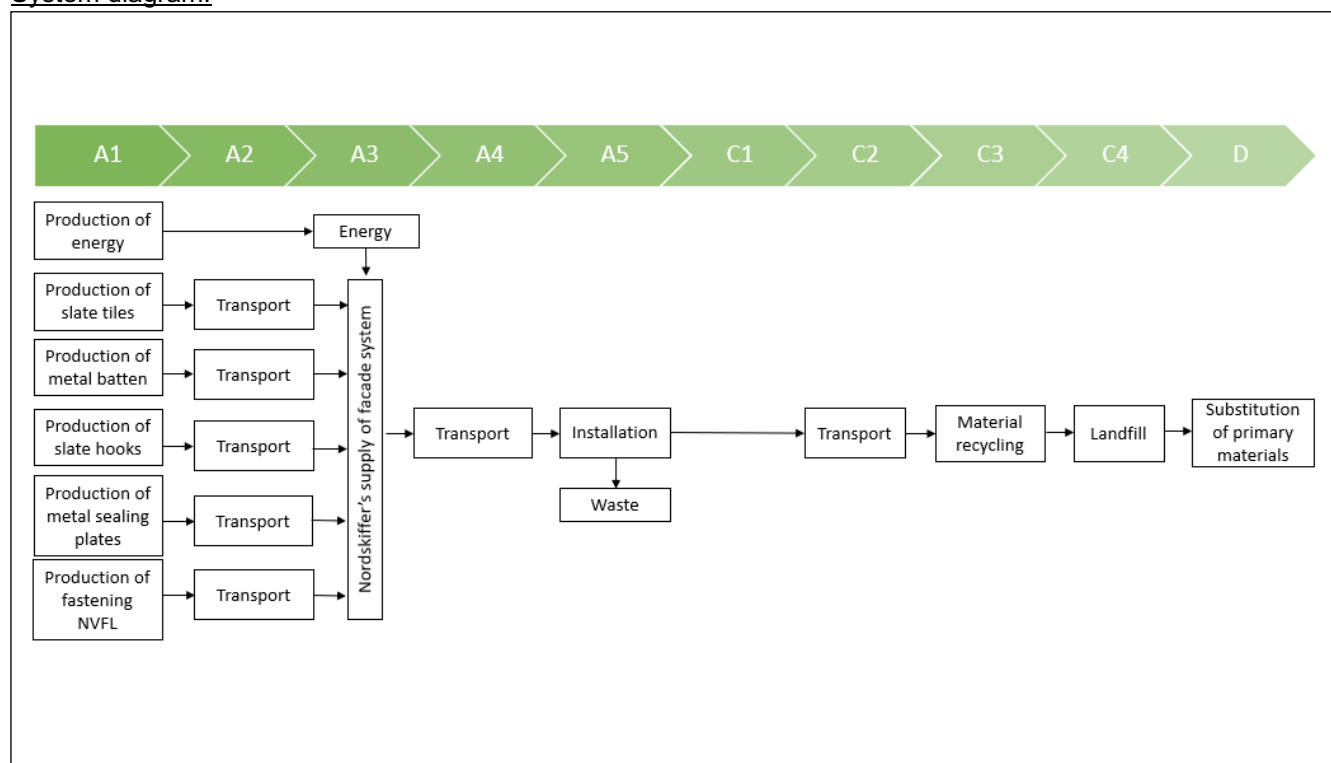 System diagram:
A1 A2 A3 A4 A5 C1 C2 C3 C4 D
Production of
energy
Energy
Production of
slate tiles
Transport
Production of
metal batten
Transport
Production of
slate hooks
Transport
Production of
metal sealing
plates
Transport
Production of
fastening
NVFL
Transport
Nordskiffer's supply of facade system
Transport
Installation
Waste
Transport
Material
recycling
Landfill
Substitution
of primary
materials